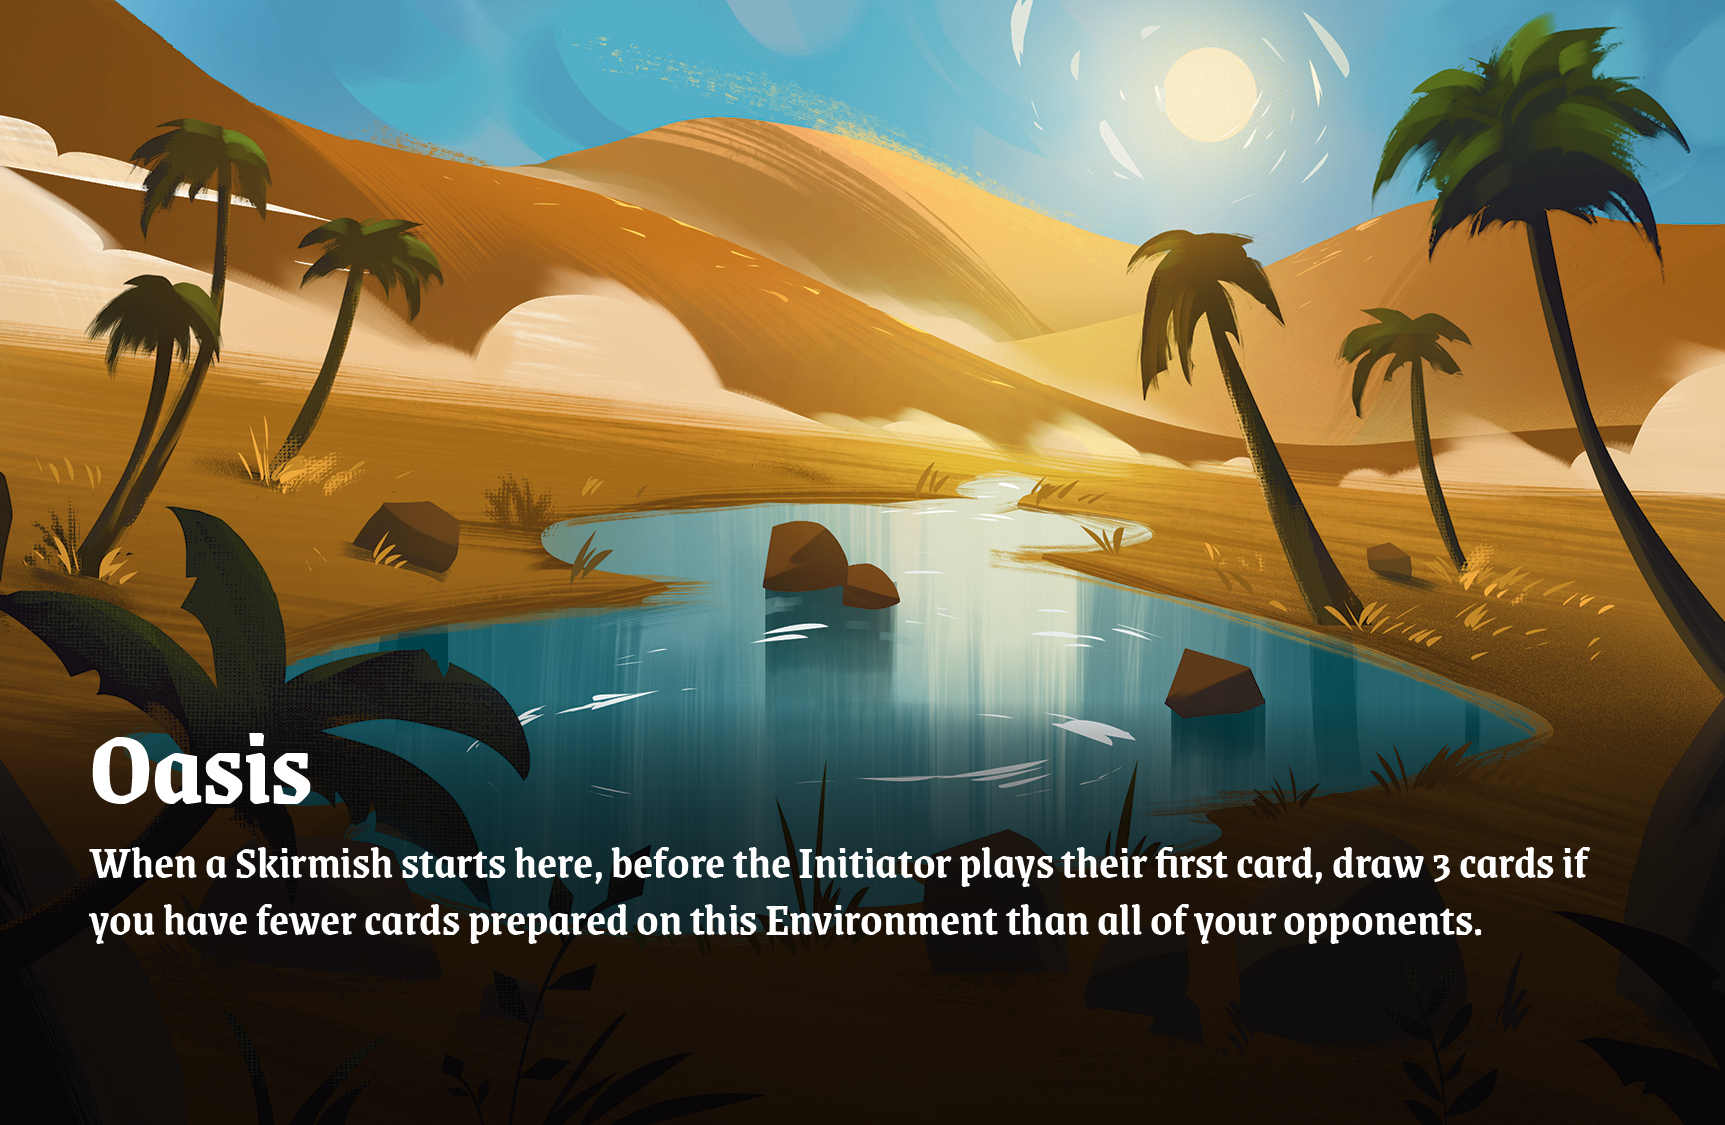 Oasis
When a Skirmish starts here, before the Initiator plays their first card, draw 3 cards if
you have fewer cards prepared on this Environment than all of your opponents.